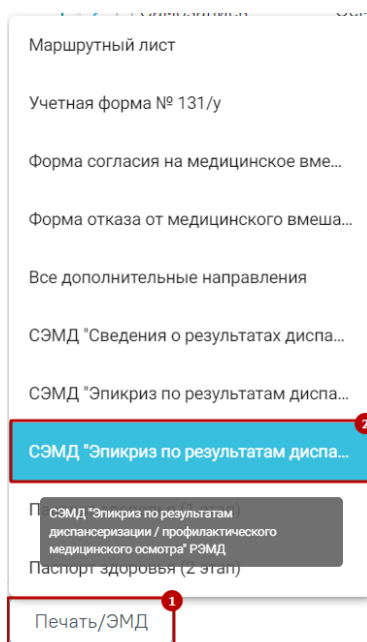 Маршрутный лист
Учетная форма № 131/у
Форма согласия на медицинское вме...
Форма отказа от медицинского вмеша...
Все дополнительные направления
СЭМД "Сведения о результатах диспа...
СЭМД "Эпикриз по результатам диспа...
2
СЭМД "Эпикриз по результатам диспа...
СЭМД "Эпикриз по результатам
диспансеризации / профилактического
медицинского осмотра" РЭМД
Паспорт здоровья (2 этап)
1
Печать/ЭМД